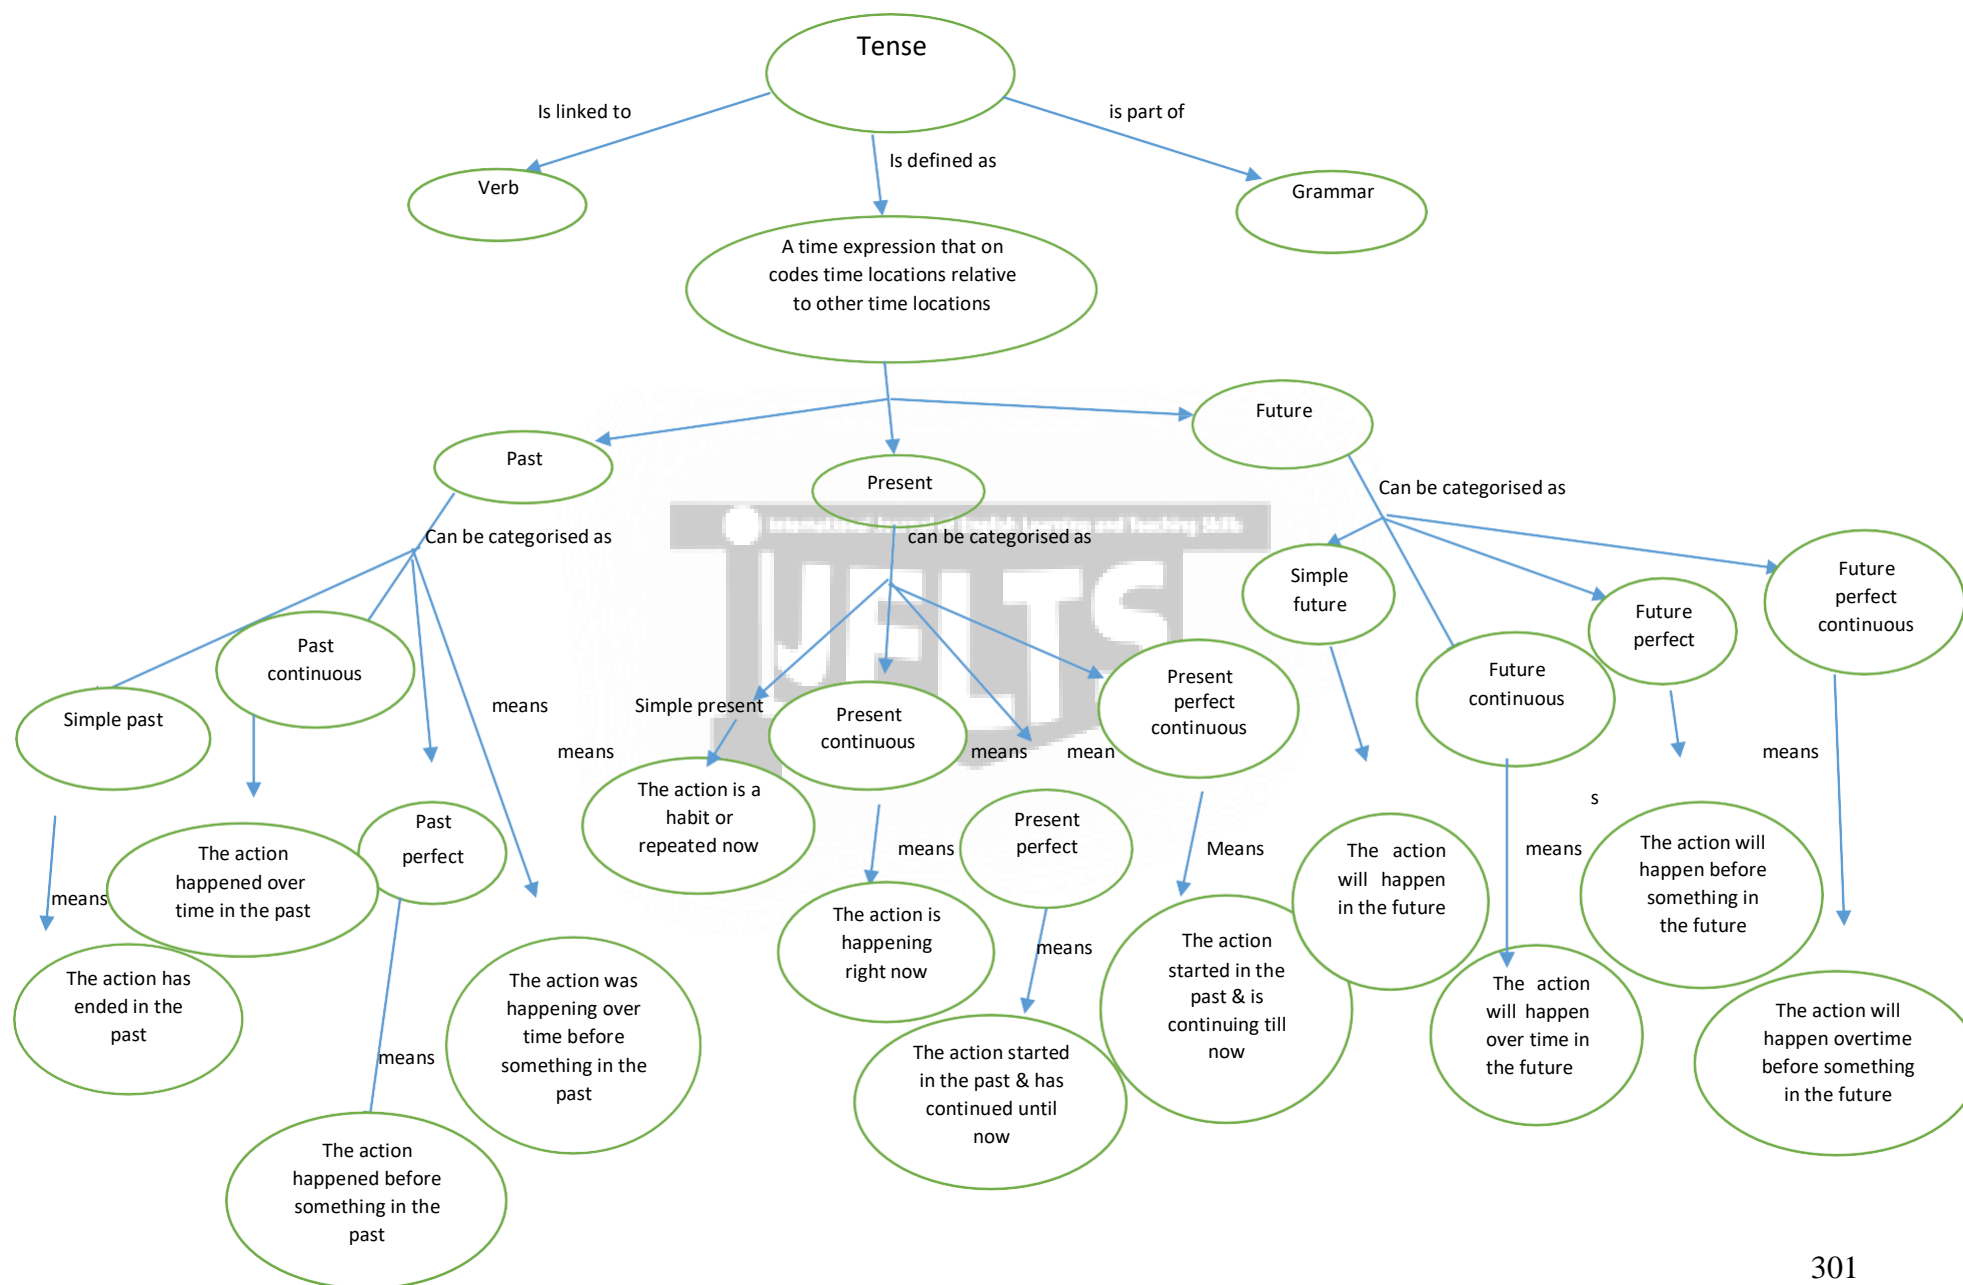 Tense
Is linked to
is part of
Is defined as
Verb
Grammar
A time expression that on
codes time locations relative
to other time locations
Past
Present
Future
Can be categorised as
can be categorised as
Can be categorised as
International Journal of English Learning and Teaching Skills
IJELTS
Simple past
Past
continuous
means
means
Simple present
Present
continuous
means
mean
Present
perfect
continuous
Simple
future
Future
continuous
Future
perfect
Future
perfect
continuous
means
s
means
The action has
ended in the
past
The action
happened over
time in the past
Past
perfect
means
The action
happened before
something in the
past
The action was
happening over
time before
something in the
past
The action is a
habit or
repeated now
means
The action is
happening
right now
Present
perfect
means
The action started
in the past & has
continued until
now
Means
The action
started in the
past & is
continuing till
now
The action
will happen
in the future
means
The action
will happen
over time in
the future
The action will
happen before
something in
the future
The action will
happen overtime
before something
in the future
301